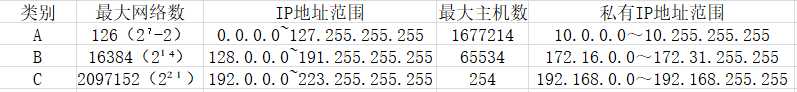 类别 最大网络数 IP地址范围 最大主机数 私有IP地址范围
A 126（2⁷-2） 0.0.0.0~127.255.255.255 1677214 10.0.0.0～10.255.255.255
B 16384（2¹⁴） 128.0.0.0~191.255.255.255 65534 172.16.0.0～172.31.255.255
C 2097152（2²¹） 192.0.0.0~223.255.255.255 254 192.168.0.0～192.168.255.255